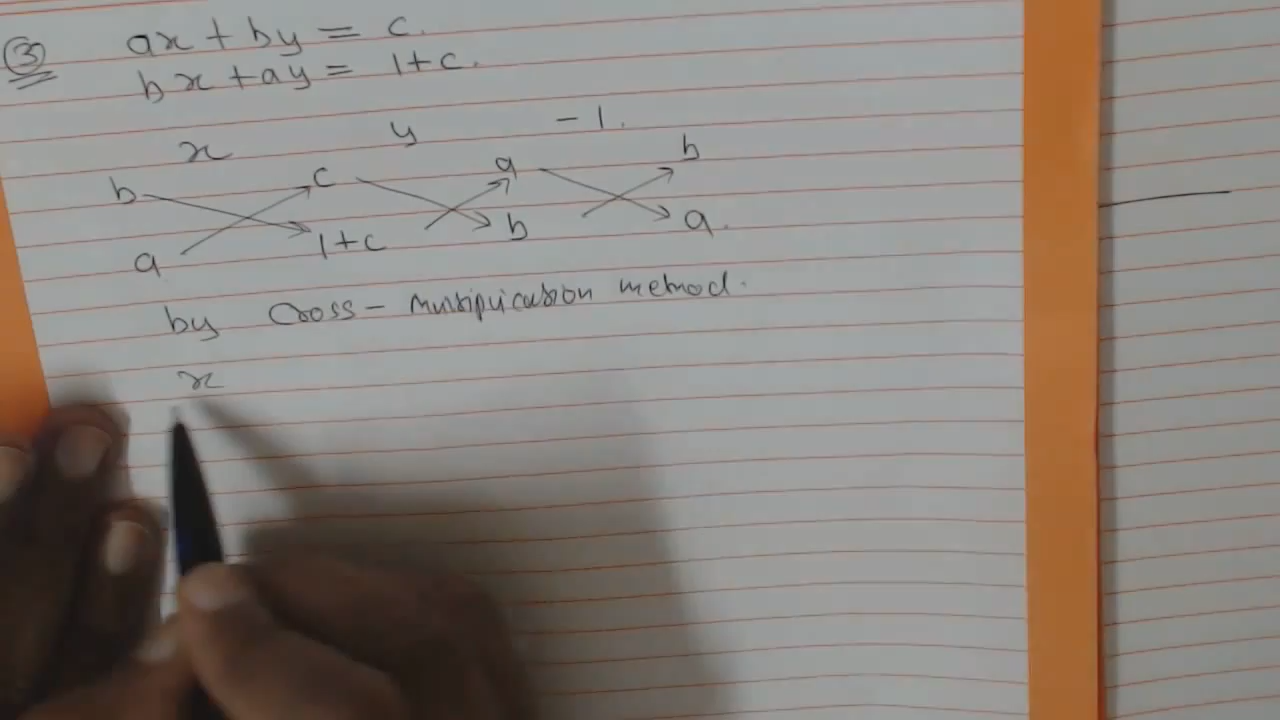 ③ ax + by = c.
bx + ay = 1+c.
x y -1.
b c a b
a 1+c b a.
by Cross-multiplication method.
x